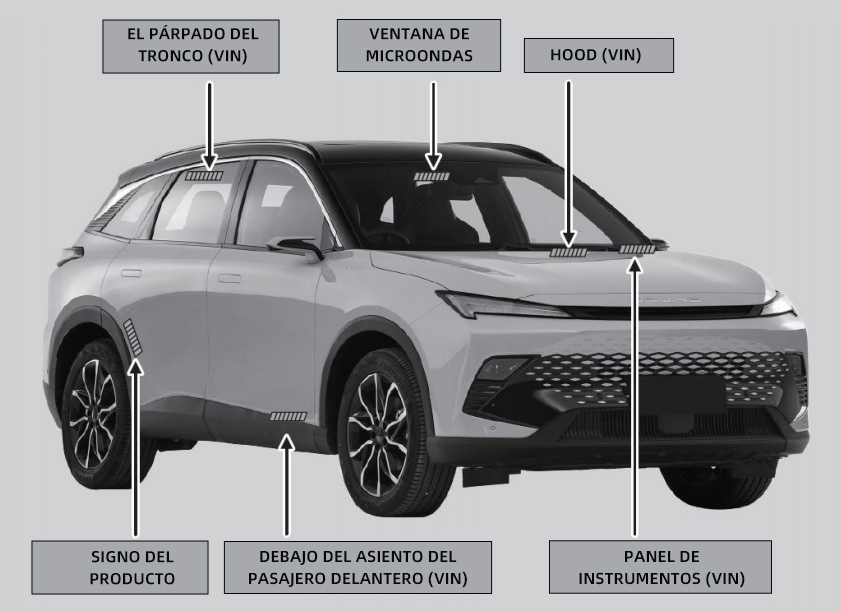 EL PÁRPADO DEL
TRONCO (VIN)
VENTANA DE
MICROONDAS
HOOD (VIN)
SIGNO DEL
PRODUCTO
DEBAJO DEL ASIENTO DEL
PASAJERO DELANTERO (VIN)
PANEL DE
INSTRUMENTOS (VIN)